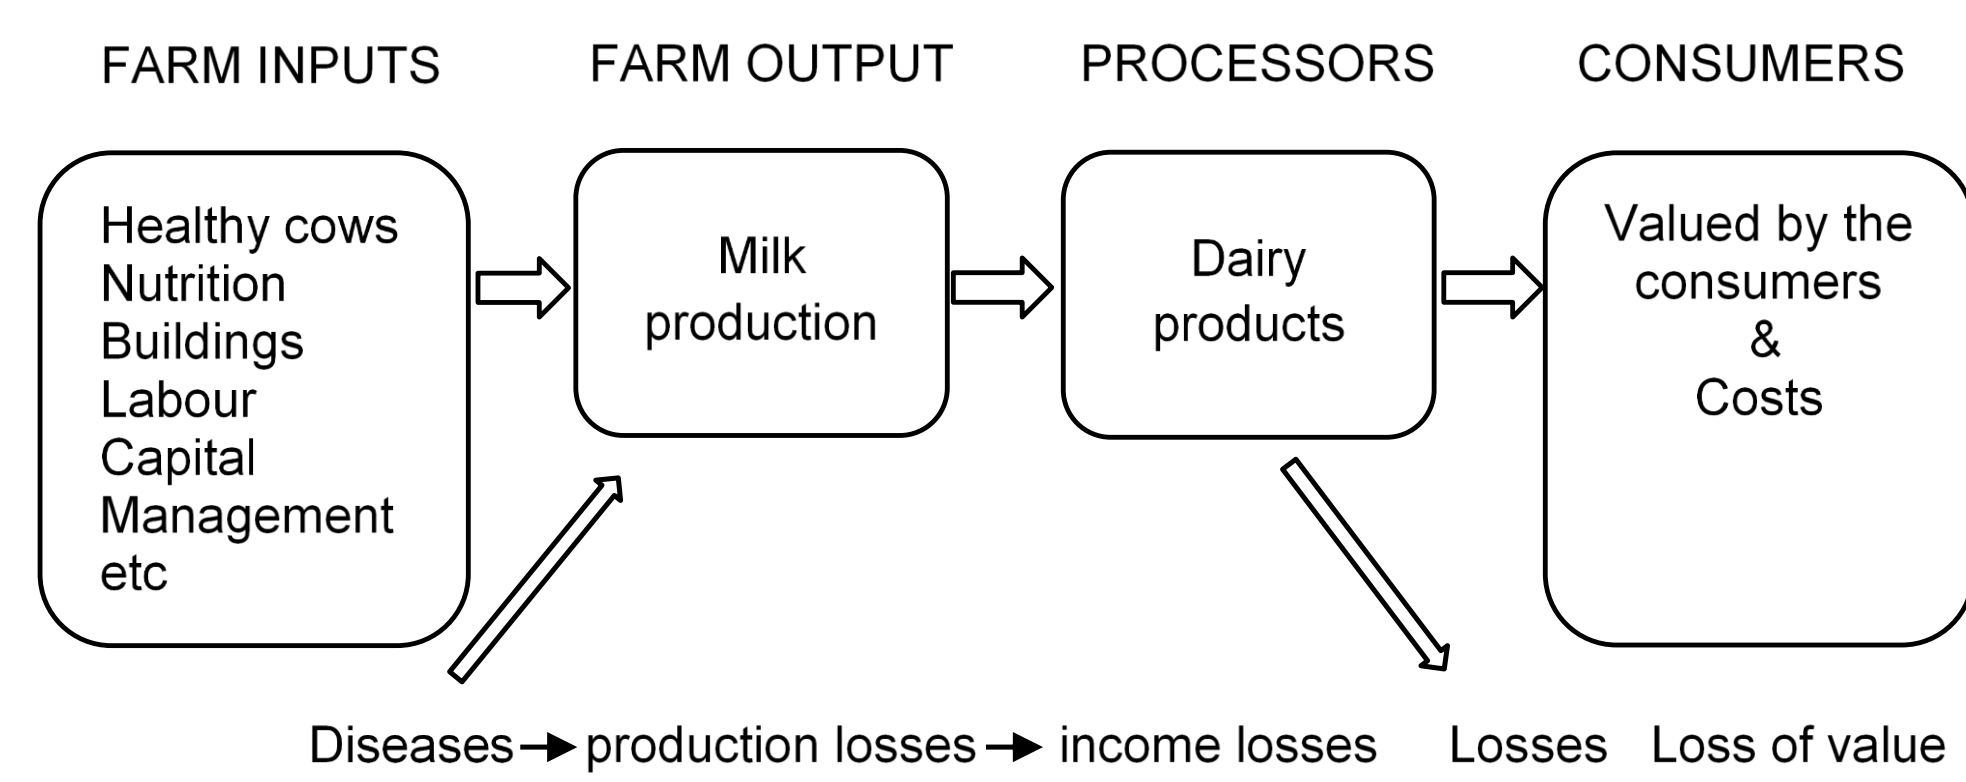 FARM INPUTS
FARM OUTPUT
PROCESSORS
CONSUMERS
Healthy cows
Nutrition
Buildings
Labour
Capital
Management
etc
Milk
production
Dairy
products
Valued by the
consumers
&
Costs
Diseases → production losses → income losses Losses Loss of value